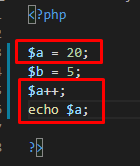 <?php
$a = 20;
$b = 5;
$a++;
echo $a;
?>